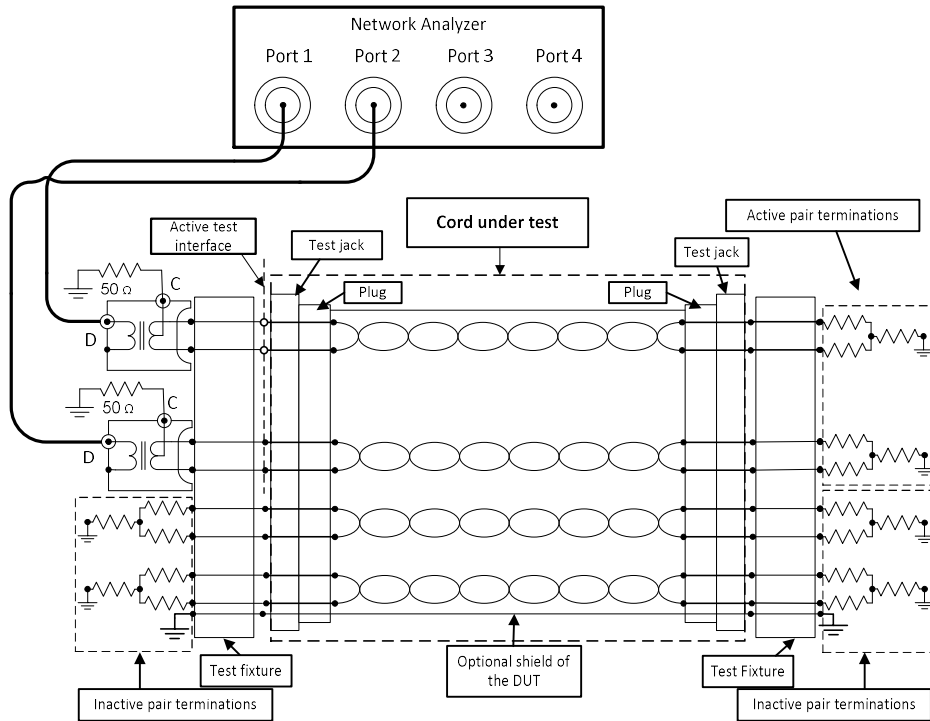 Network Analyzer
Port 1
Port 2
Port 3
Port 4
Active test
interface
Test jack
Cord under test
Active pair terminations
Test jack
Plug
Plug
50 Ω
C
D
50 Ω
C
D
Test fixture
Optional shield of
the DUT
Test Fixture
Inactive pair terminations
Inactive pair terminations